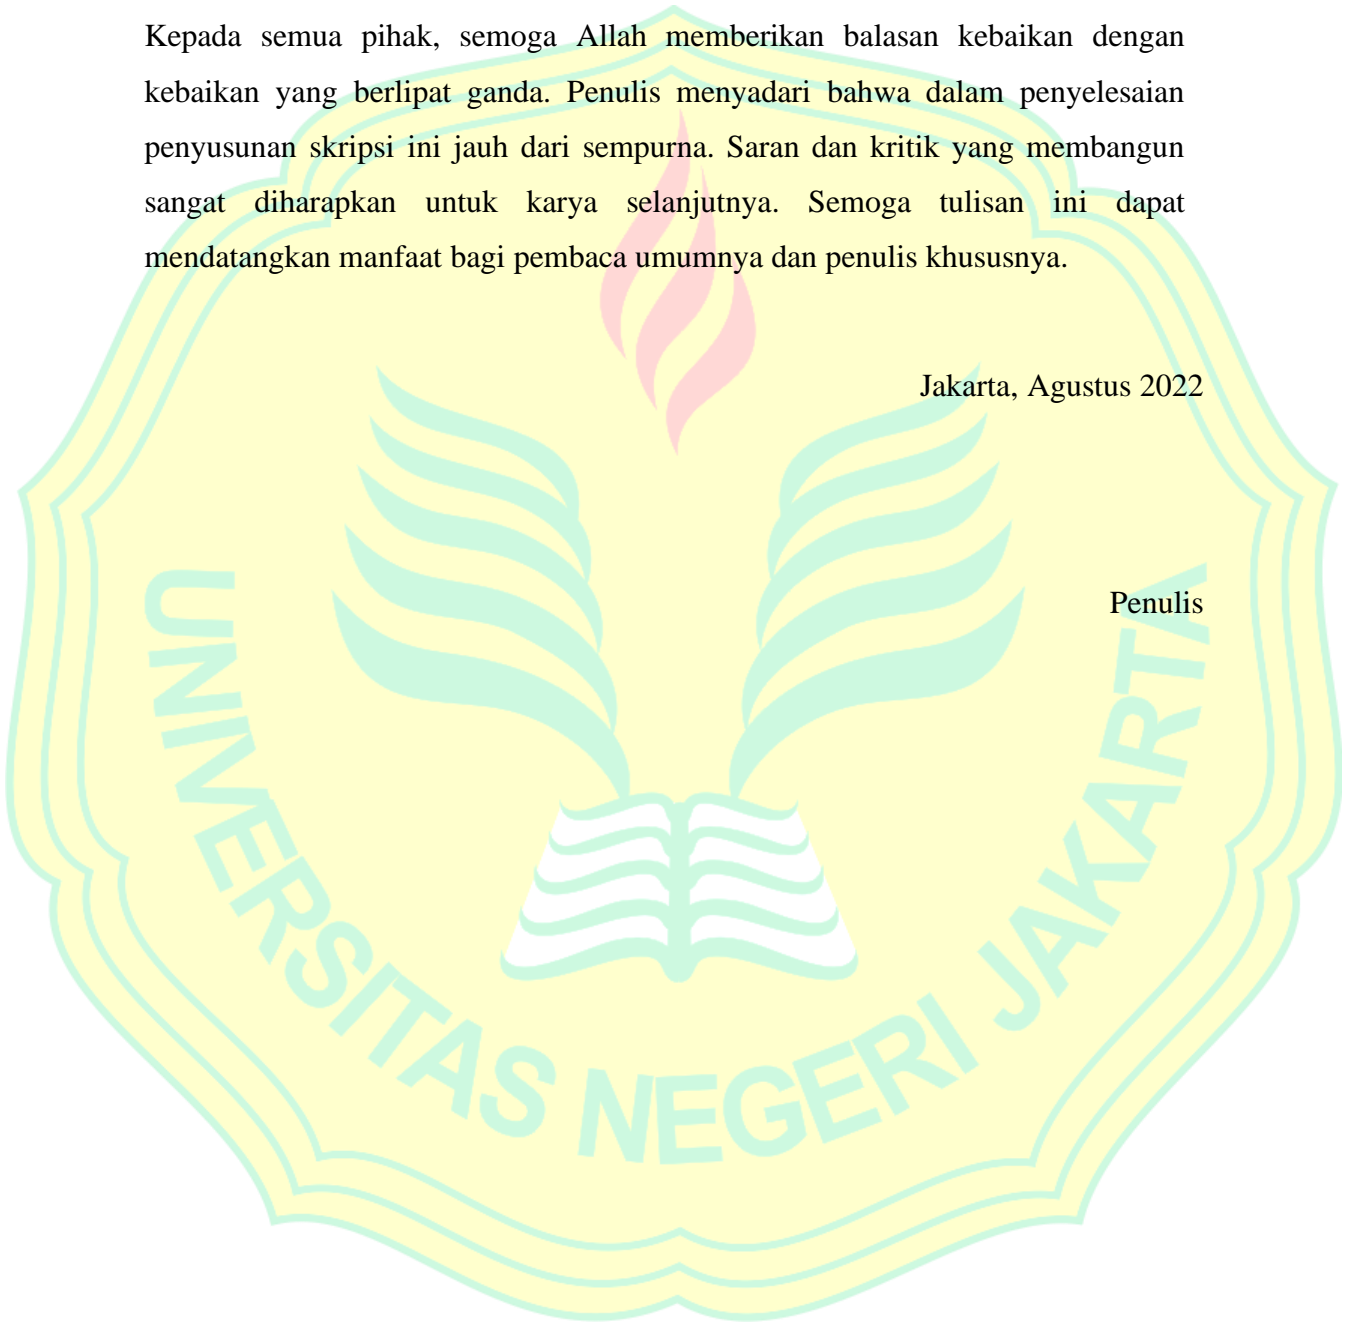 Kepada semua pihak, semoga Allah memberikan balasan kebaikan dengan
kebaikan yang berlipat ganda. Penulis menyadari bahwa dalam penyelesaian
penyusunan skripsi ini jauh dari sempurna. Saran dan kritik yang membangun
sangat diharapkan untuk karya selanjutnya. Semoga tulisan ini dapat
mendatangkan manfaat bagi pembaca umumnya dan penulis khususnya.
Jakarta, Agustus 2022
Penulis
UNIVERSITAS NEGERI JAKARTA